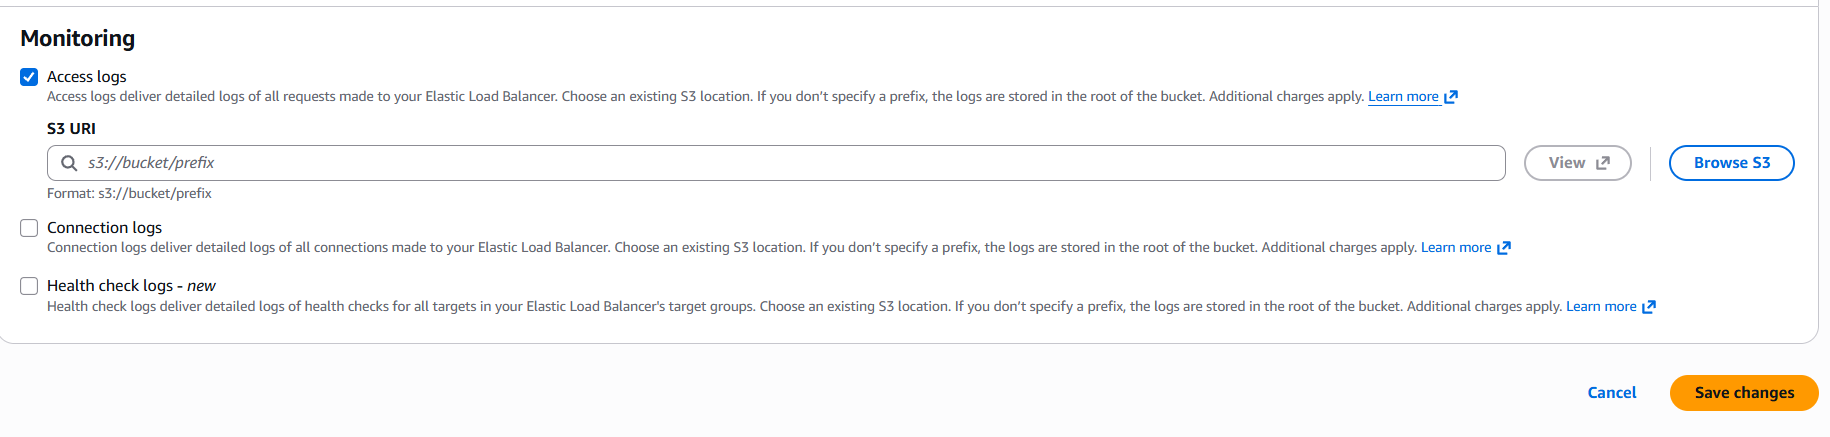 Monitoring
Access logs
Access logs deliver detailed logs of all requests made to your Elastic Load Balancer. Choose an existing S3 location. If you don’t specify a prefix, the logs are stored in the root of the bucket. Additional charges apply. Learn more
S3 URI
s3://bucket/prefix
View
Browse S3
Format: s3://bucket/prefix
Connection logs
Connection logs deliver detailed logs of all connections made to your Elastic Load Balancer. Choose an existing S3 location. If you don’t specify a prefix, the logs are stored in the root of the bucket. Additional charges apply. Learn more
Health check logs - new
Health check logs deliver detailed logs of health checks for all targets in your Elastic Load Balancer's target groups. Choose an existing S3 location. If you don’t specify a prefix, the logs are stored in the root of the bucket. Additional charges apply. Learn more
Cancel
Save changes